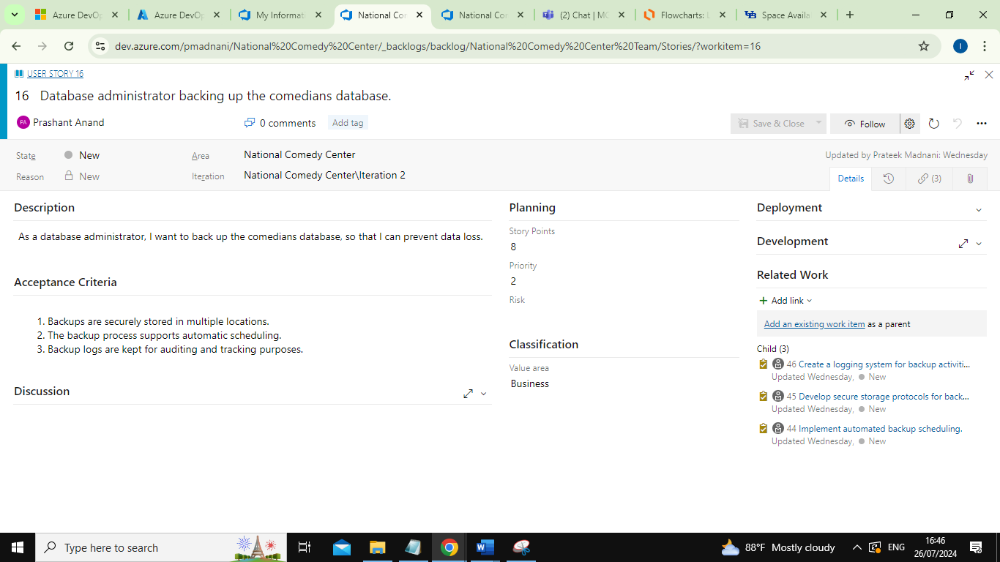 Azure DevOp
Azure DevOp
My Informati
National Cor
National Cor
(2) Chat | MC
Flowcharts: L
Space Availa
dev.azure.com/pmadnani/National%20Comedy%20Center/_backlogs/backlog/National%20Comedy%20Center%20Team/Stories/?workitem=16
I
USER STORY 16
16 Database administrator backing up the comedians database.
PA Prashant Anand
0 comments
Add tag
Save & Close
Follow
State
New
Area
National Comedy Center
Updated by Prateek Madnani: Wednesday
Reason
New
Iteration
National Comedy Center\Iteration 2
Details
(3)
Description
As a database administrator, I want to back up the comedians database, so that I can prevent data loss.
Acceptance Criteria
1. Backups are securely stored in multiple locations.
2. The backup process supports automatic scheduling.
3. Backup logs are kept for auditing and tracking purposes.
Discussion
Planning
Story Points
8
Priority
2
Risk
Classification
Value area
Business
Deployment
Development
Related Work
Add link
Add an existing work item as a parent
Child (3)
46 Create a logging system for backup activiti...
Updated Wednesday, New
45 Develop secure storage protocols for back...
Updated Wednesday, New
44 Implement automated backup scheduling.
Updated Wednesday, New
Type here to search
88°F Mostly cloudy
ENG
16:46
26/07/2024